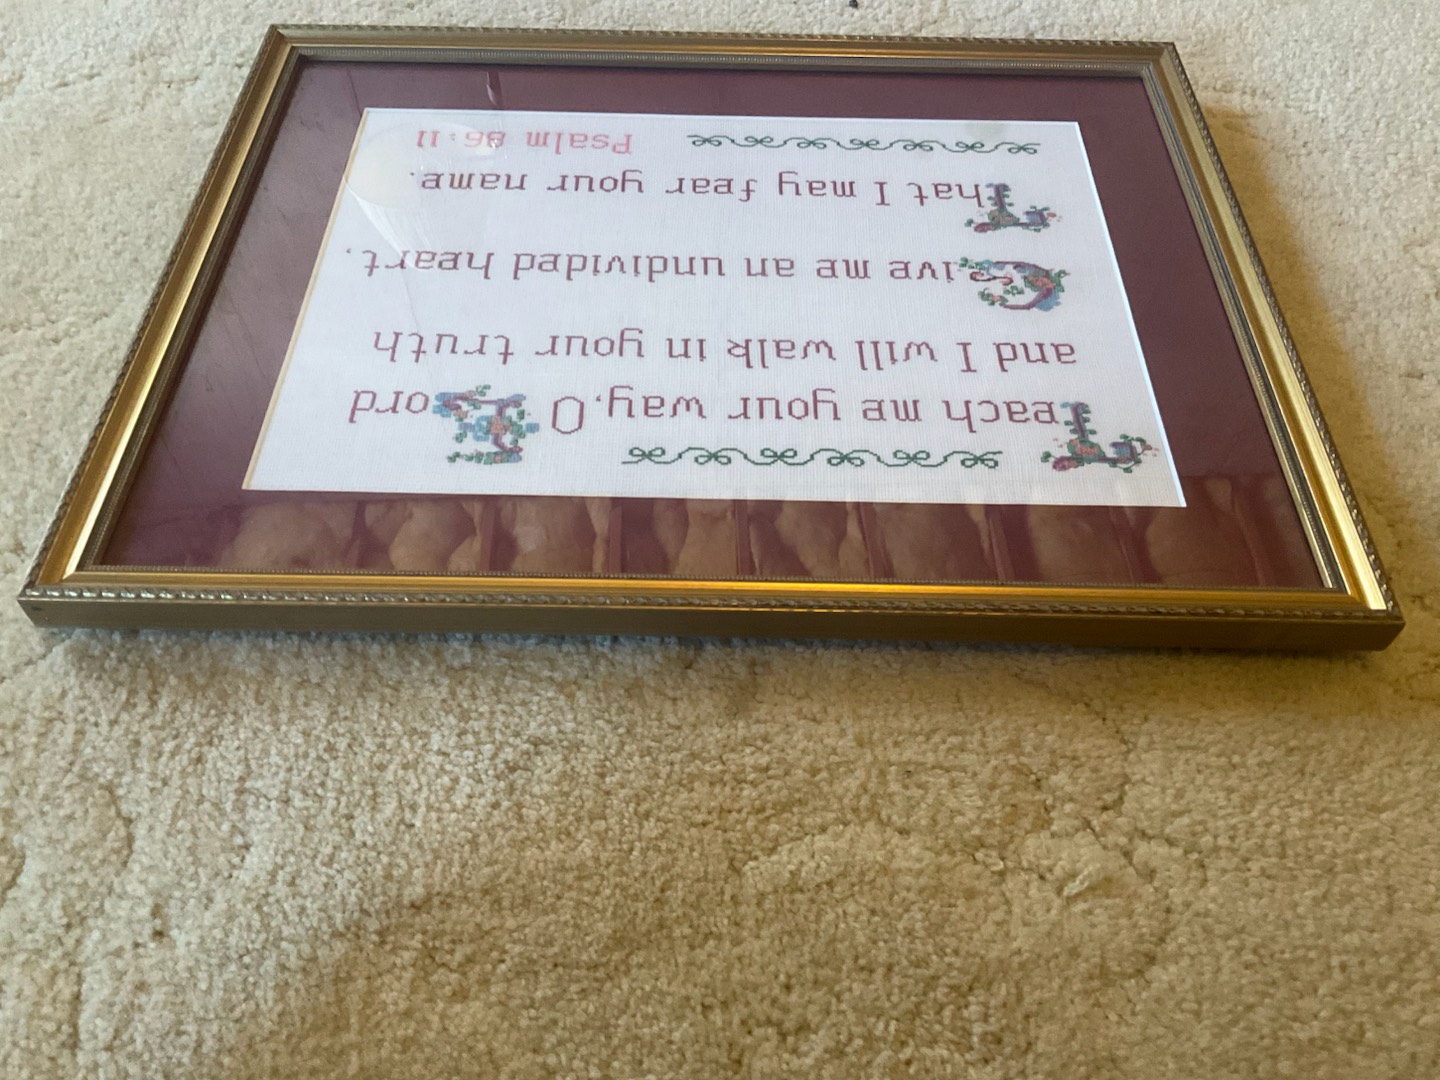 Teach me your way, O Lord
and I will walk in your truth
Give me an undivided heart,
That I may fear your name.
Psalm 86:11